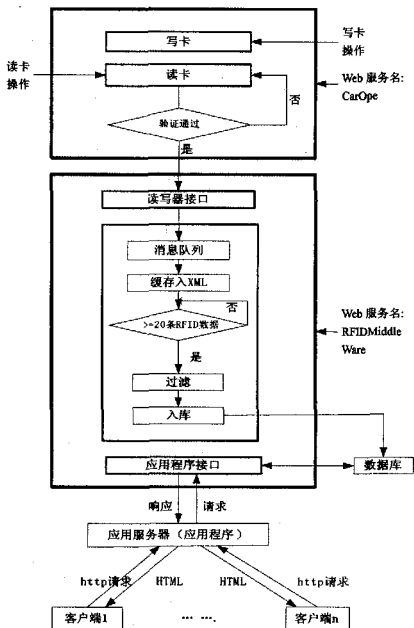 写卡
写卡
操作
读卡
操作
读卡
否
Web 服务名:
CarOpe
验证通过
是
读写器接口
消息队列
缓存入XML
否
>=20条RFID数据
Web 服务名:
RFIDMiddle
Ware
是
过滤
入库
应用程序接口
数据库
响应
请求
应用服务器（应用程序）
http请求
HTML
HTML
http请求
客户端1
... ...
客户端n